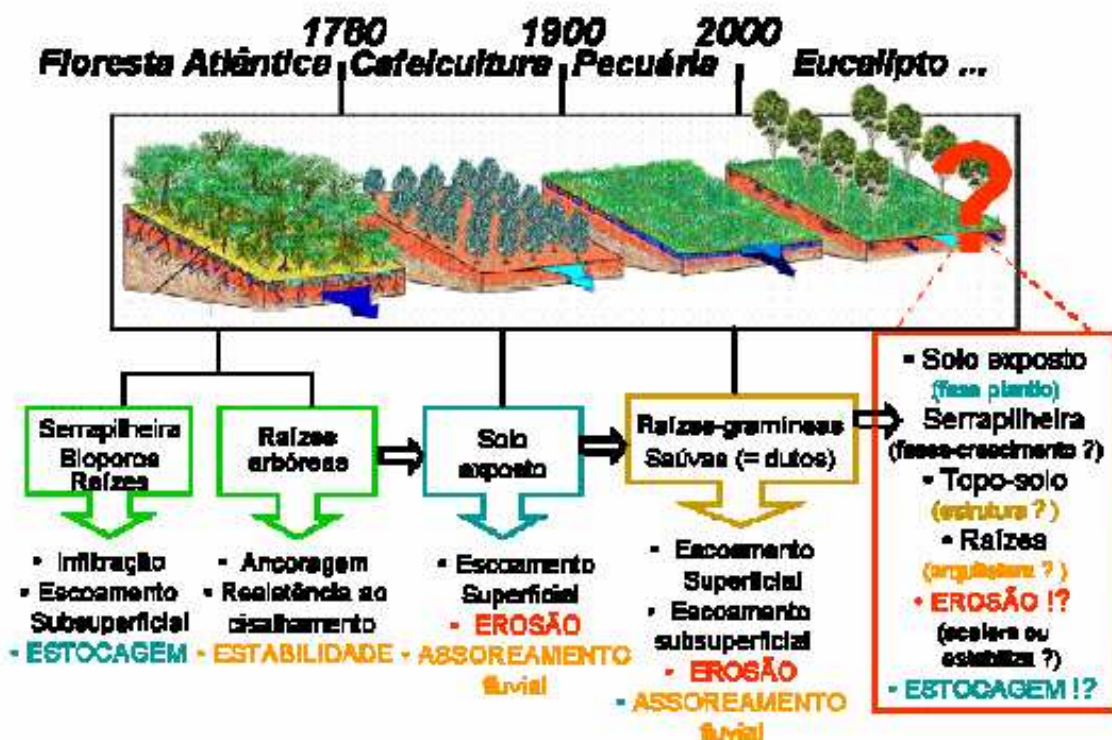 1780
1900
2000
Floresta Atlântica
Cafeicultura
Pecuária
Eucalipto ...
?
Serrapilheira
Bioporos
Raízes
• Infiltração
• Escoamento
Subsuperficial
• ESTOCAGEM
Raízes
arbóreas
• Ancoragem
• Resistência ao
cisalhamento
• ESTABILIDADE
Solo
exposto
• Escoamento
Superficial
• EROSÃO
• ASSOREAMENTO
fluvial
Raízes-gramíneas
Saúvas (= dutos)
• Escoamento
Superficial
• Escoamento
subsuperficial
• EROSÃO
• ASSOREAMENTO
fluvial
• Solo exposto
(fase plantio)
Serrapilheira
(fases-crescimento ?)
• Topo-solo
(estrutura ? )
• Raízes
(arquitetura ? )
• EROSÃO !?
(acelera ou
estabiliza ?)
• ESTOCAGEM !?